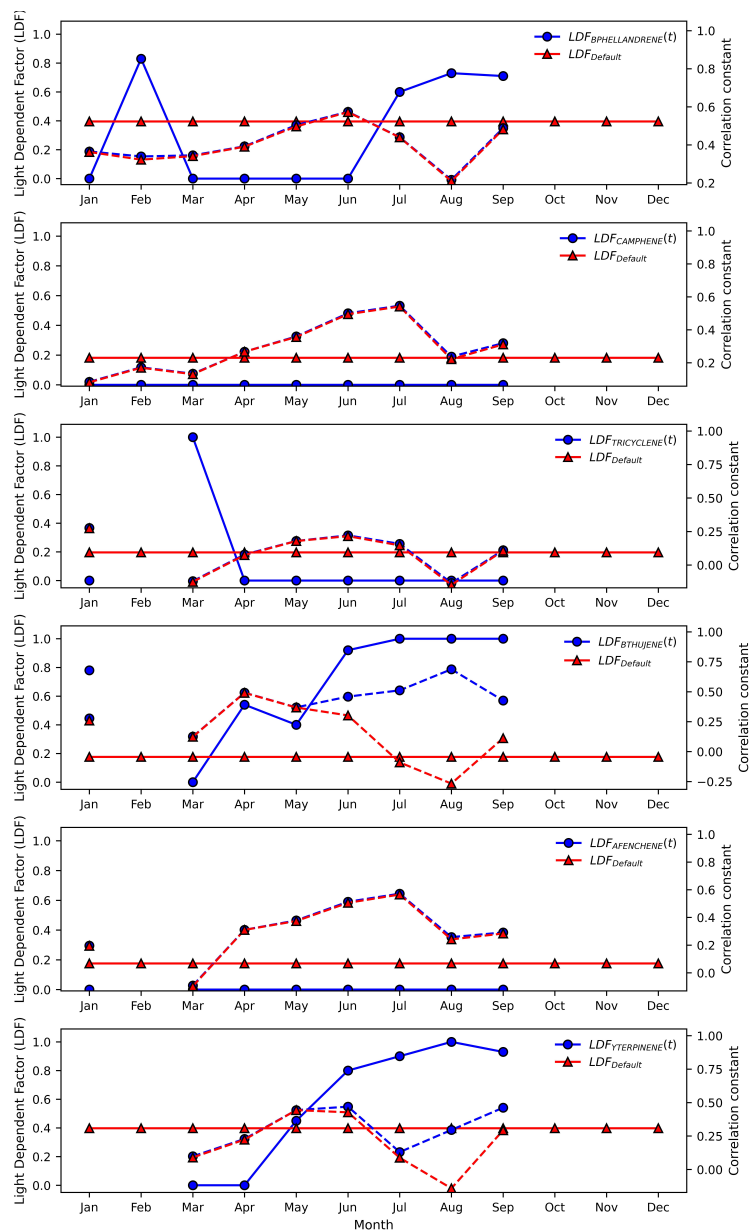 Light Dependent Factor (LDF)
1.0
0.8
0.6
0.4
0.2
0.0
LDF_BPHELLANDRENE(t)
LDF_Default
1.0
0.8
0.6
0.4
0.2
Correlation constant
Jan Feb Mar Apr May Jun Jul Aug Sep Oct Nov Dec
Light Dependent Factor (LDF)
1.0
0.8
0.6
0.4
0.2
0.0
LDF_CAMPHENE(t)
LDF_Default
1.0
0.8
0.6
0.4
0.2
Correlation constant
Jan Feb Mar Apr May Jun Jul Aug Sep Oct Nov Dec
Light Dependent Factor (LDF)
1.0
0.8
0.6
0.4
0.2
0.0
LDF_TRICYCLENE(t)
LDF_Default
1.00
0.75
0.50
0.25
0.00
Correlation constant
Jan Feb Mar Apr May Jun Jul Aug Sep Oct Nov Dec
Light Dependent Factor (LDF)
1.0
0.8
0.6
0.4
0.2
0.0
LDF_BTHUJENE(t)
LDF_Default
1.00
0.75
0.50
0.25
0.00
−0.25
Correlation constant
Jan Feb Mar Apr May Jun Jul Aug Sep Oct Nov Dec
Light Dependent Factor (LDF)
1.0
0.8
0.6
0.4
0.2
0.0
LDF_AFENCHENE(t)
LDF_Default
1.0
0.8
0.6
0.4
0.2
0.0
Correlation constant
Jan Feb Mar Apr May Jun Jul Aug Sep Oct Nov Dec
Light Dependent Factor (LDF)
1.0
0.8
0.6
0.4
0.2
0.0
LDF_YTERPINENE(t)
LDF_Default
1.00
0.75
0.50
0.25
0.00
Correlation constant
Jan Feb Mar Apr May Jun Jul Aug Sep Oct Nov Dec
Month